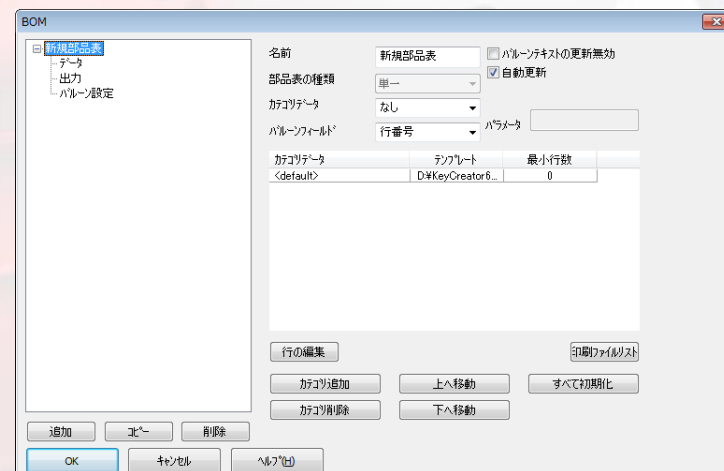 BOM
新規部品表
データ
出力
バルーン設定
名前
新規部品表
バルーンテキストの更新無効
自動更新
部品表の種類
単一
カテゴリデータ
なし
バルーンフィールド
行番号
パラメータ
カテゴリデータ テンプレート 最小行数
<default> D:¥KeyCreator6... 0
行の編集
印刷ファイルリスト
カテゴリ追加
上へ移動
すべて初期化
カテゴリ削除
下へ移動
追加
コピー
削除
OK
キャンセル
ヘルプ(H)